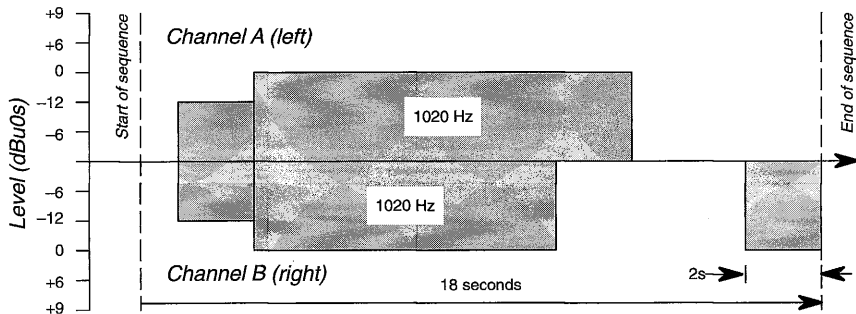 +9
+6
+3
0
−12
−6
−6
−12
0
+6
+9
Level (dBu0s)
Start of sequence
Channel A (left)
1020 Hz
1020 Hz
Channel B (right)
2s
18 seconds
End of sequence